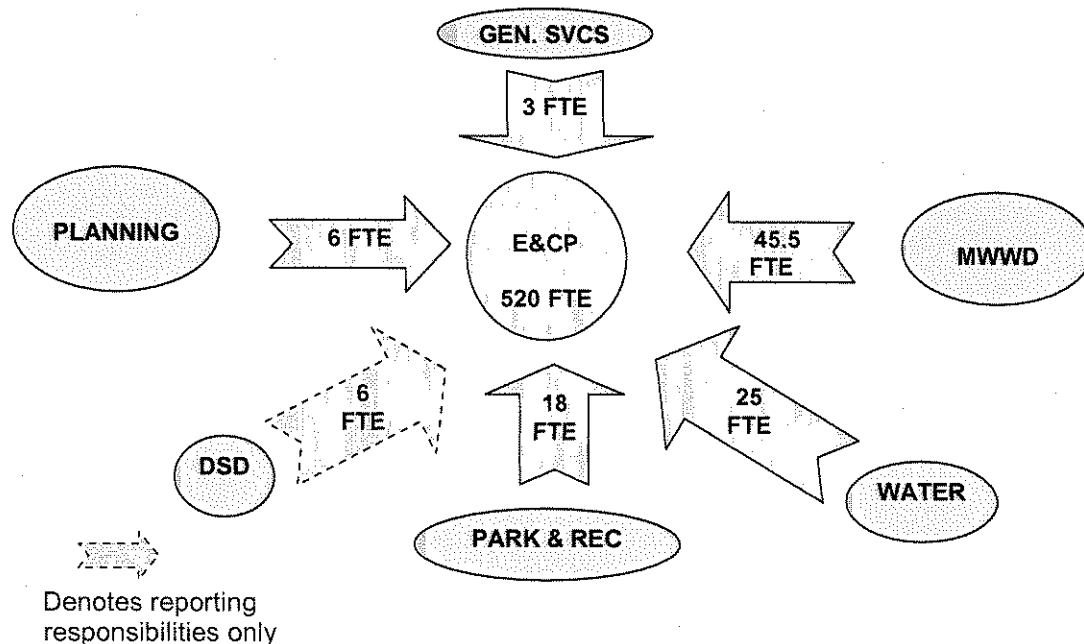 GEN. SVCS
3 FTE
PLANNING
6 FTE
E&CP
520 FTE
45.5
FTE
MWWD
6
FTE
18
FTE
25
FTE
DSD
WATER
PARK & REC
Denotes reporting
responsibilities only